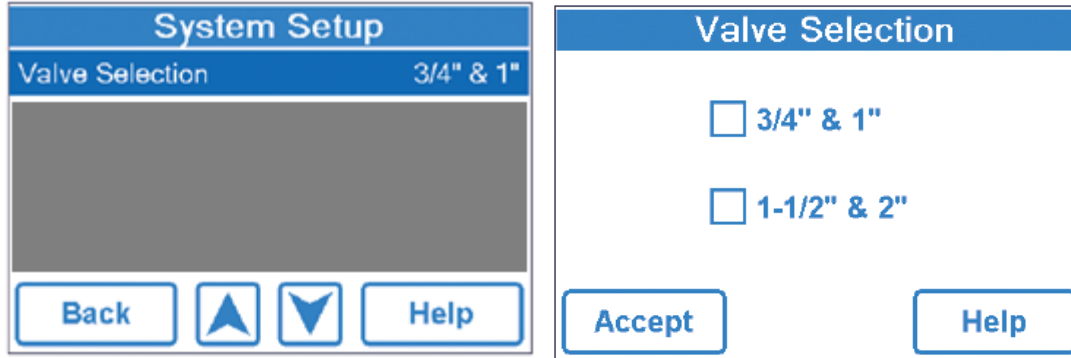 System Setup
Valve Selection 3/4" & 1"
Back Help
Valve Selection
3/4" & 1"
1-1/2" & 2"
Accept Help